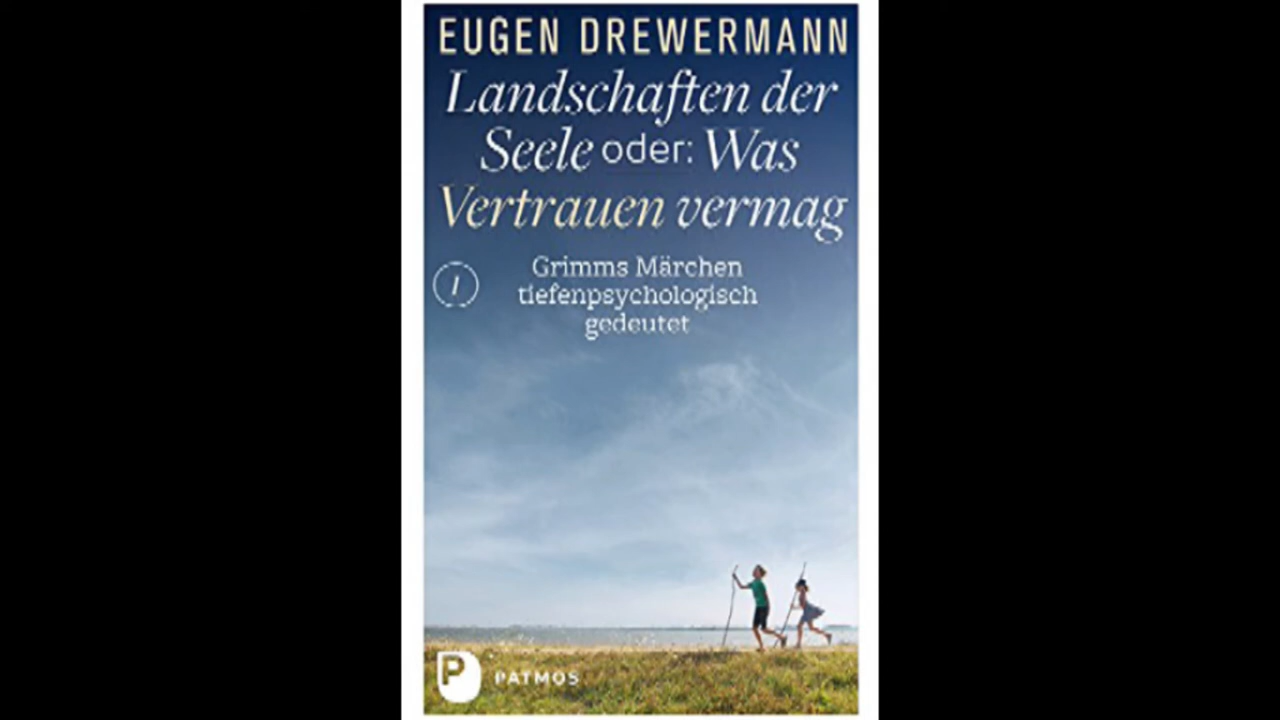 EUGEN DREWERMANN
Landschaften der
Seele oder: Was
Vertrauen vermag
1
Grimms Märchen
tiefenpsychologisch
gedeutet
P
PATMOS